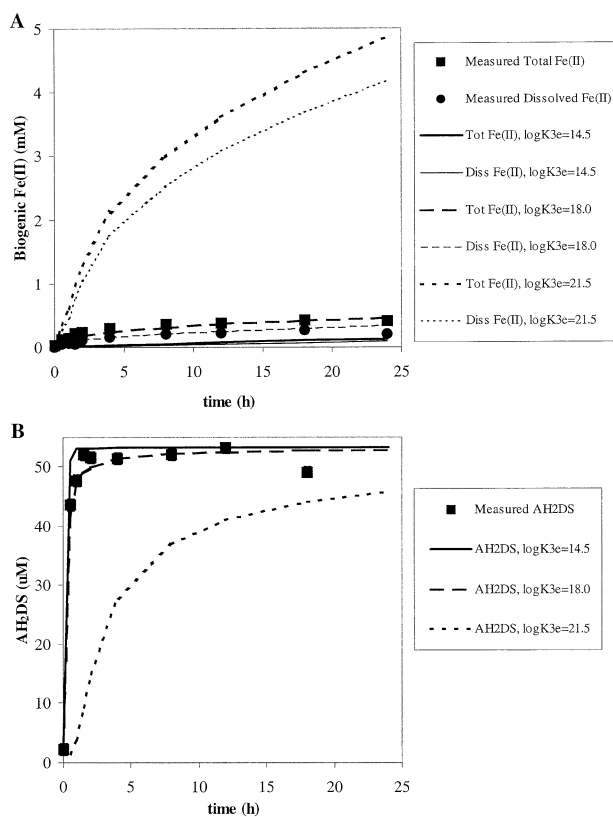 A
5
4
3
2
1
0
Biogenic Fe(II) (mM)
0 5 10 15 20 25
time (h)
Measured Total Fe(II)
Measured Dissolved Fe(II)
Tot Fe(II), logK3e=14.5
Diss Fe(II), logK3e=14.5
Tot Fe(II), logK3e=18.0
Diss Fe(II), logK3e=18.0
Tot Fe(II), logK3e=21.5
Diss Fe(II), logK3e=21.5
B
50
40
30
20
10
0
AH₂DS (uM)
0 5 10 15 20 25
time (h)
Measured AH2DS
AH2DS, logK3e=14.5
AH2DS, logK3e=18.0
AH2DS, logK3e=21.5